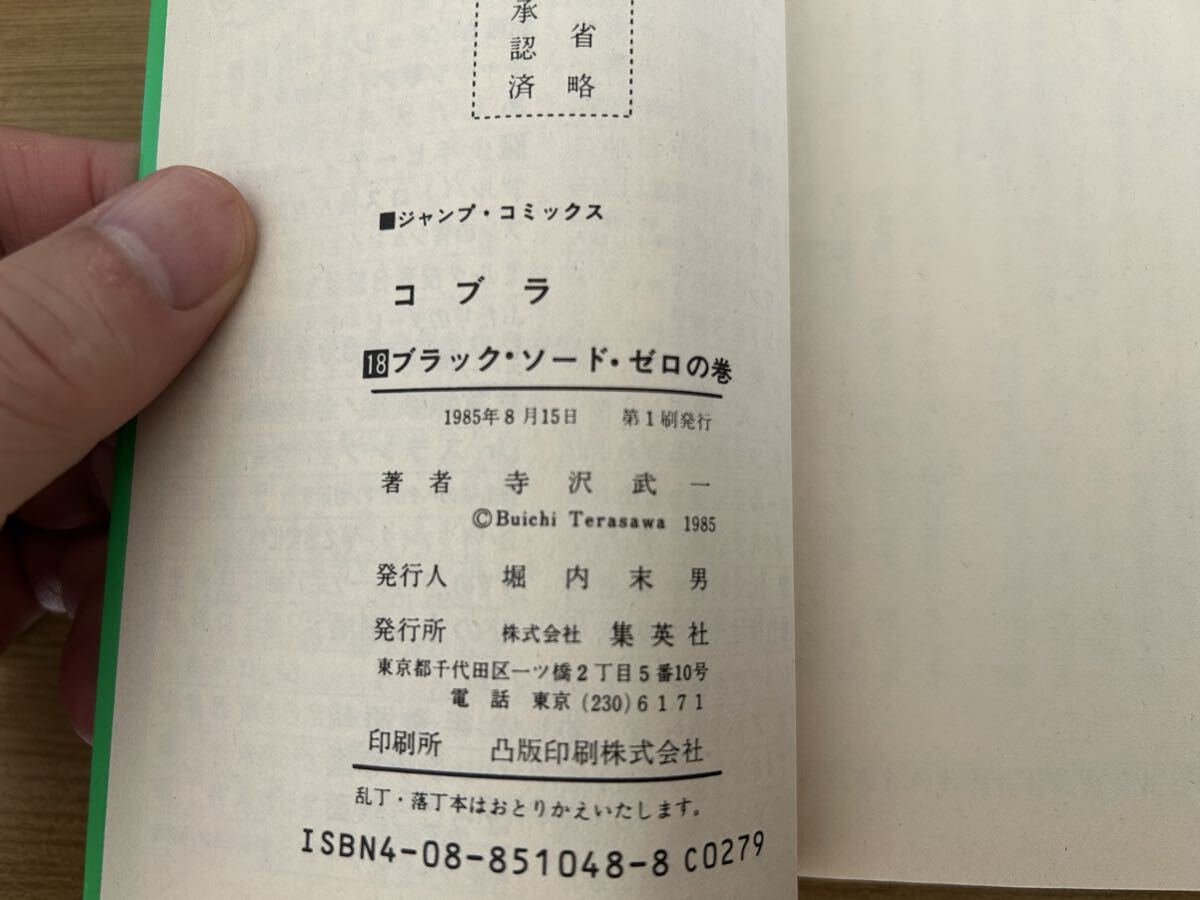 省略
承認済
■ジャンプ・コミックス
コブラ
18ブラック・ソード・ゼロの巻
1985年8月15日 第1刷発行
著者 寺沢武一
©Buichi Terasawa 1985
発行人 堀内末男
発行所 株式会社 集英社
東京都千代田区一ツ橋2丁目5番10号
電話 東京 (230)6171
印刷所 凸版印刷株式会社
乱丁・落丁本はおとりかえいたします。
ISBN4-08-851048-8 C0279